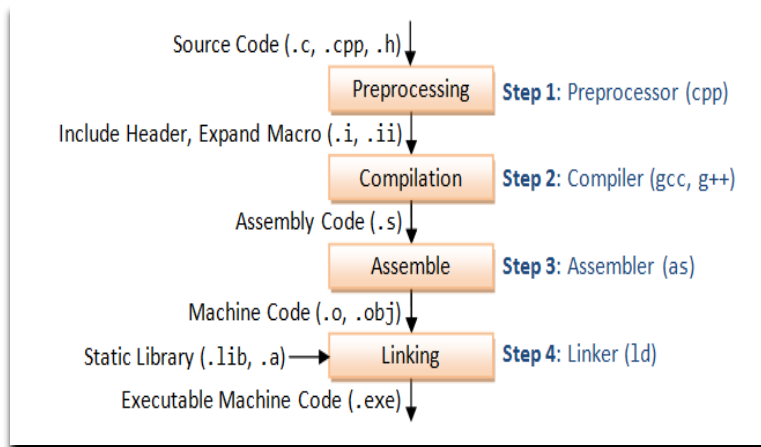 Source Code (.c, .cpp, .h)
Preprocessing
Step 1: Preprocessor (cpp)
Include Header, Expand Macro (.i, .ii)
Compilation
Step 2: Compiler (gcc, g++)
Assembly Code (.s)
Assemble
Step 3: Assembler (as)
Machine Code (.o, .obj)
Static Library (.lib, .a)
Linking
Step 4: Linker (ld)
Executable Machine Code (.exe)